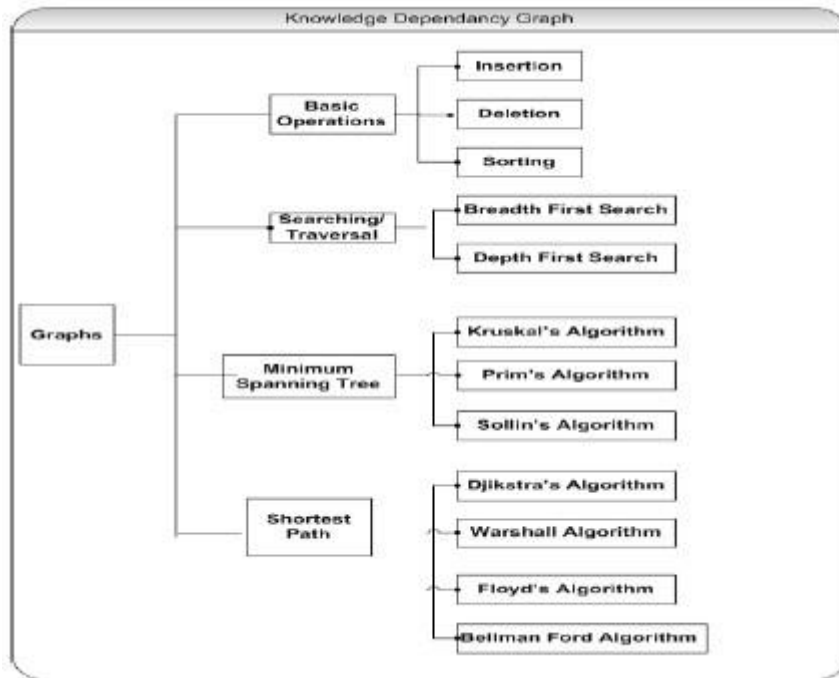 Knowledge Dependancy Graph
Insertion
Basic
Operations
Deletion
Sorting
Searching/
Traversal
Breadth First Search
Depth First Search
Graphs
Kruskal's Algorithm
Minimum
Spanning Tree
Prim's Algorithm
Sollin's Algorithm
Shortest
Path
Djikstra's Algorithm
Warshall Algorithm
Floyd's Algorithm
Bellman Ford Algorithm